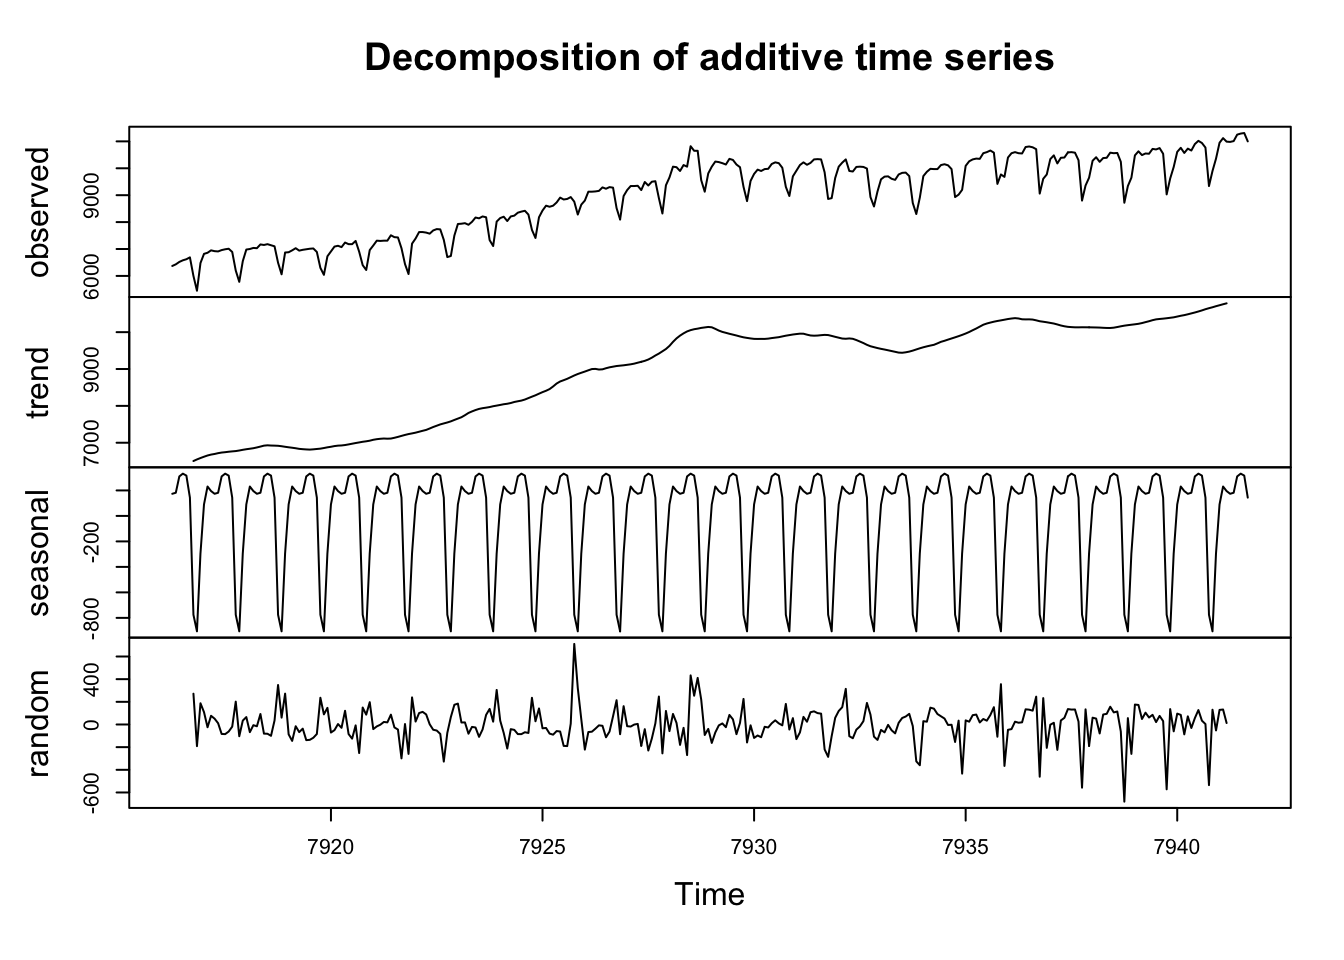 Decomposition of additive time series
observed
6000 9000
trend
7000 9000
seasonal
-800 -200
random
-600 0 400
7920 7925 7930 7935 7940
Time